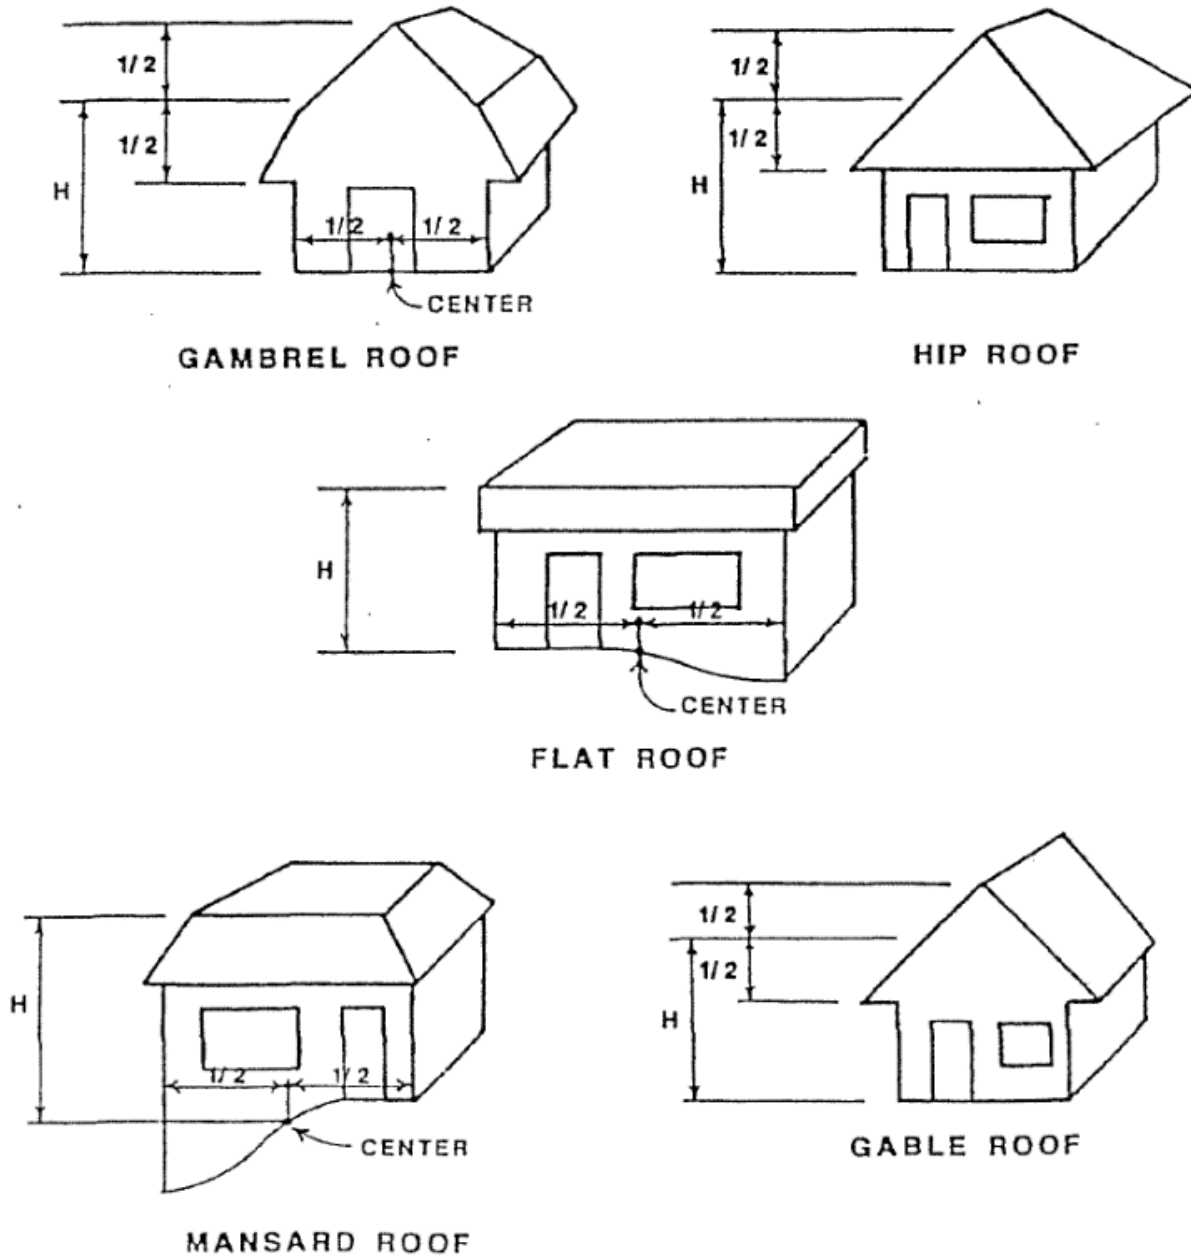 1/2
1/2
H
1/2 1/2
CENTER
GAMBREL ROOF
1/2
1/2
H
HIP ROOF
H
1/2 1/2
CENTER
FLAT ROOF
H
1/2 1/2
CENTER
MANSARD ROOF
1/2
1/2
H
GABLE ROOF